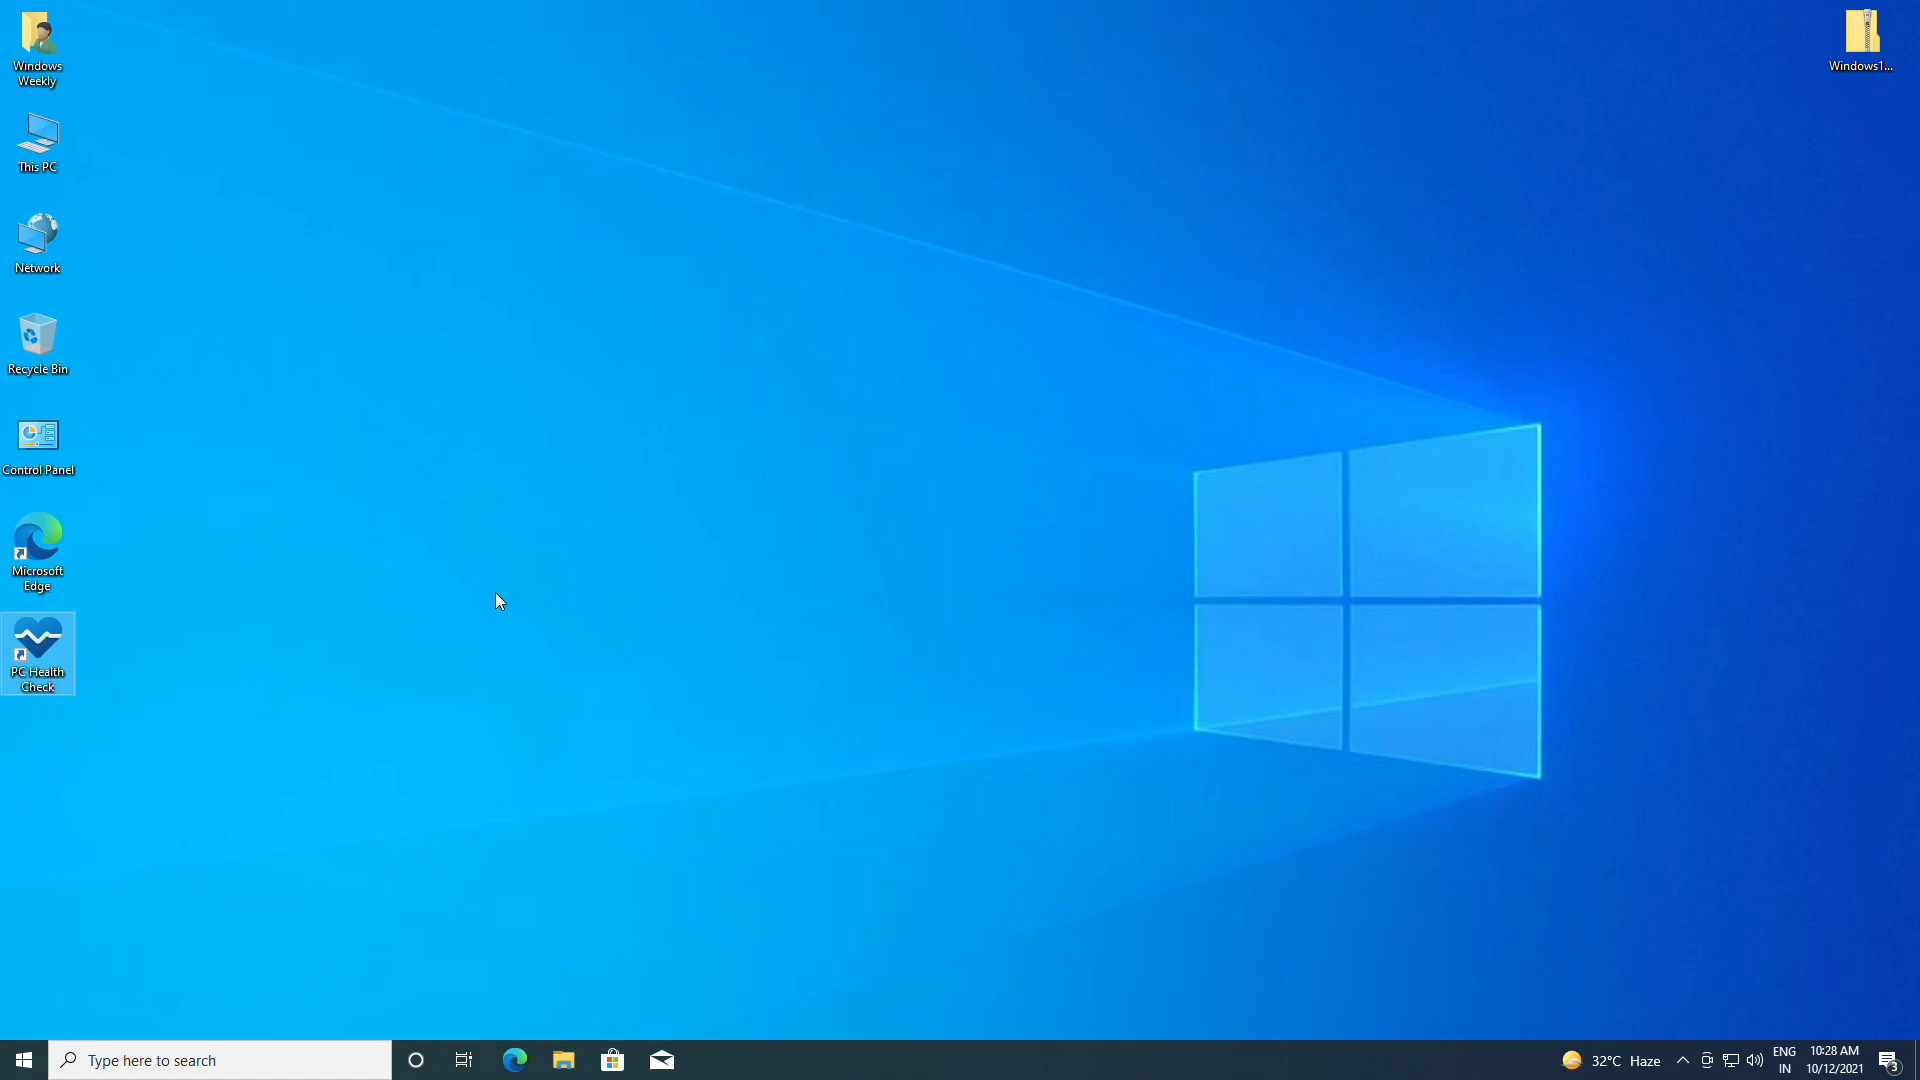 Windows
Weekly
This PC
Network
Recycle Bin
Control Panel
Microsoft
Edge
PC Health
Check
Windows1...
Type here to search
32°C Haze
ENG
IN
10:28 AM
10/12/2021
3